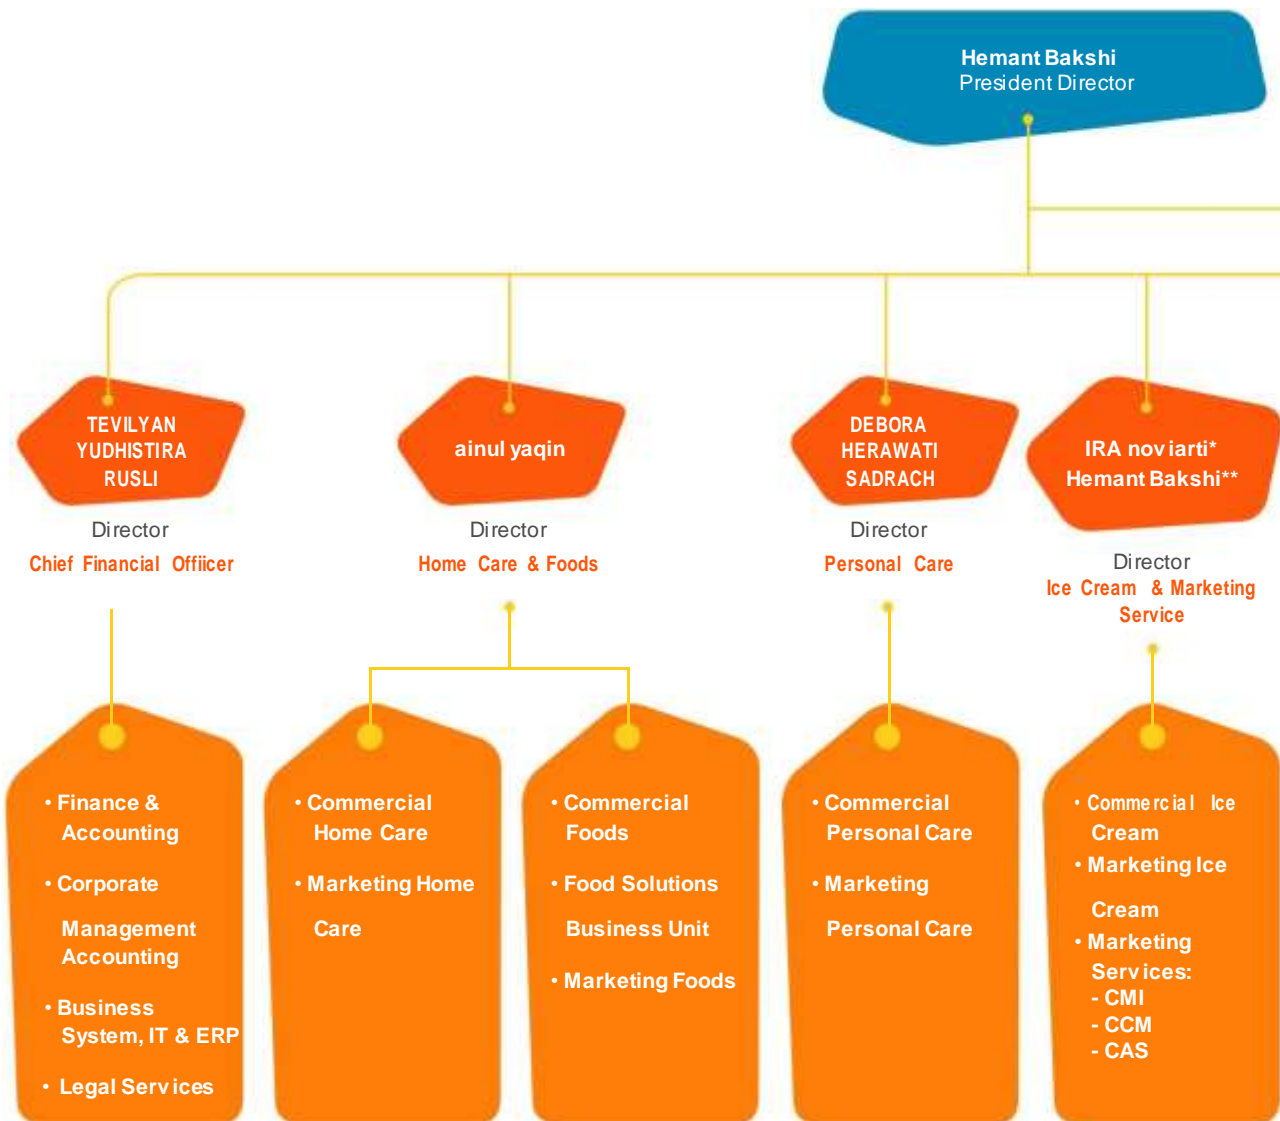 Hemant Bakshi
President Director
TEVILYAN
YUDHISTIRA
RUSLI
Director
Chief Financial Offiicer
ainul yaqin
Director
Home Care & Foods
DEBORA
HERAWATI
SADRACH
Director
Personal Care
IRA noviarti*
Hemant Bakshi**
Director
Ice Cream & Marketing
Service
• Finance &
Accounting
• Corporate
Management
Accounting
• Business
System, IT & ERP
• Legal Services
• Commercial
Home Care
• Marketing Home
Care
• Commercial
Foods
• Food Solutions
Business Unit
• Marketing Foods
• Commercial
Personal Care
• Marketing
Personal Care
• Commercial Ice
Cream
• Marketing Ice
Cream
• Marketing
Services:
- CMI
- CCM
- CAS